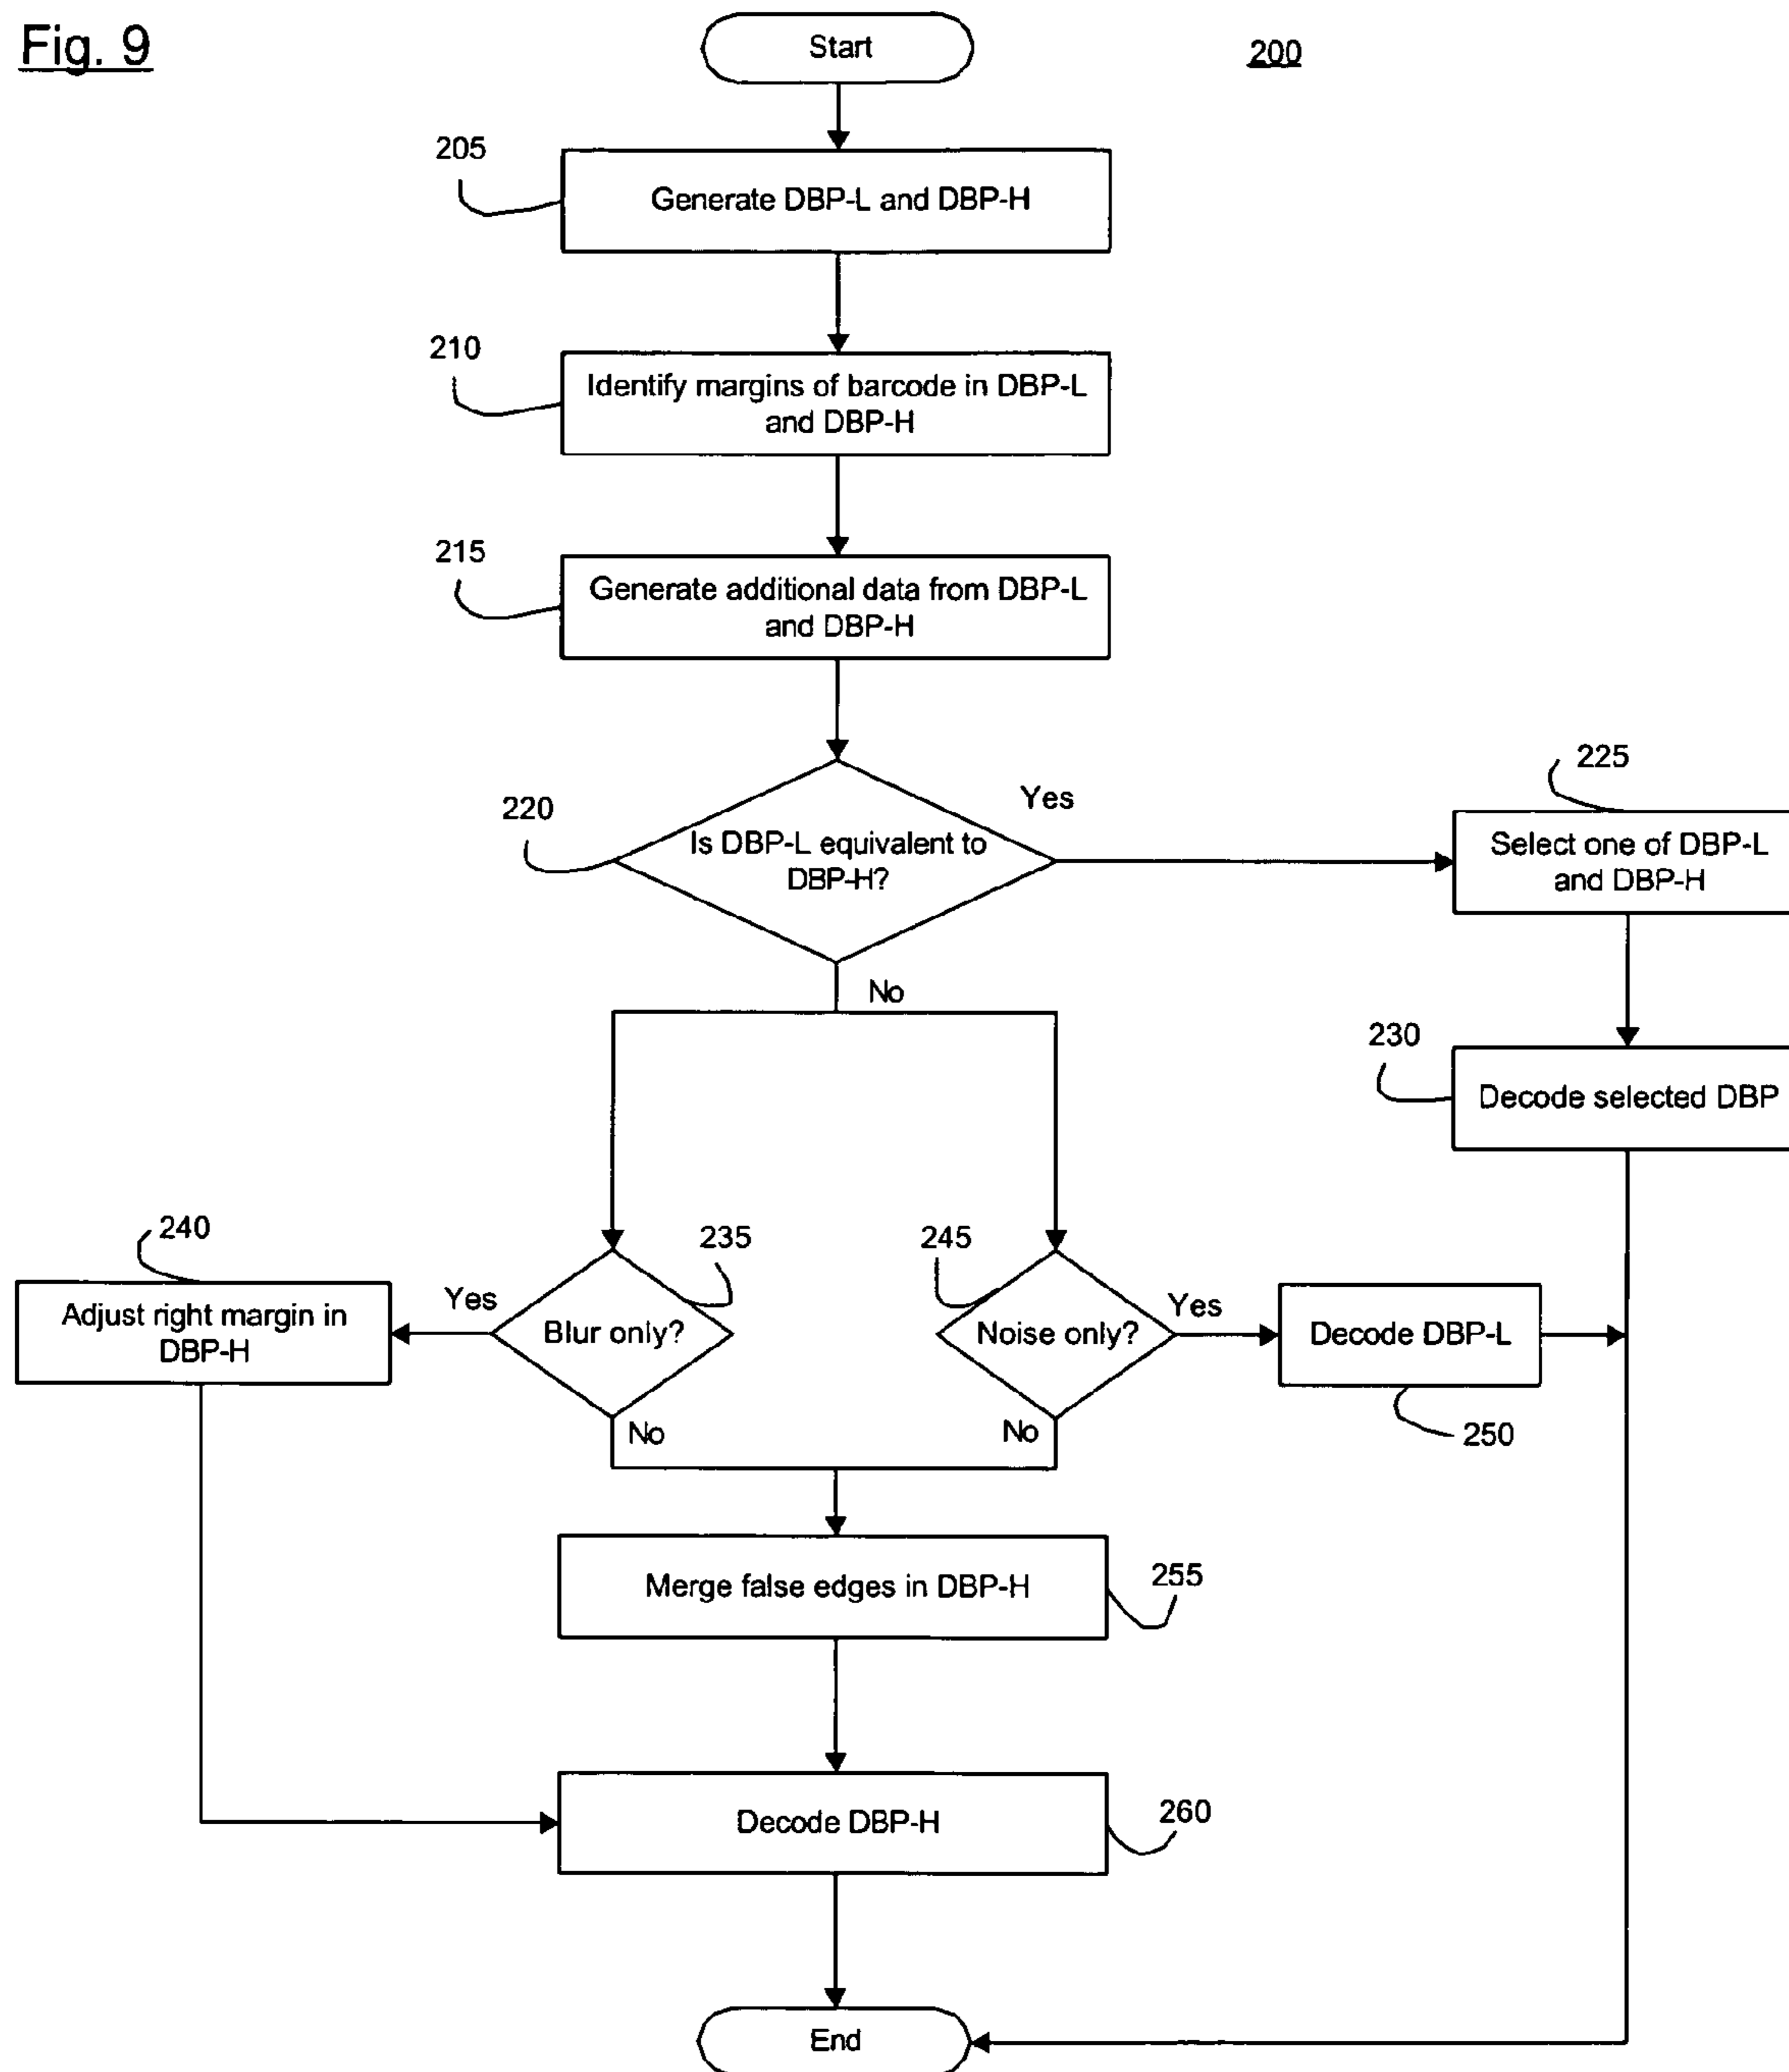 Fig. 9
Start
200
205
Generate DBP-L and DBP-H
210
Identify margins of barcode in DBP-L
and DBP-H
215
Generate additional data from DBP-L
and DBP-H
220
Is DBP-L equivalent to
DBP-H?
Yes
225
Select one of DBP-L
and DBP-H
No
230
Decode selected DBP
240
Adjust right margin in
DBP-H
Yes
235
Blur only?
No
245
Noise only?
Yes
No
Decode DBP-L
250
Merge false edges in DBP-H
255
Decode DBP-H
260
End